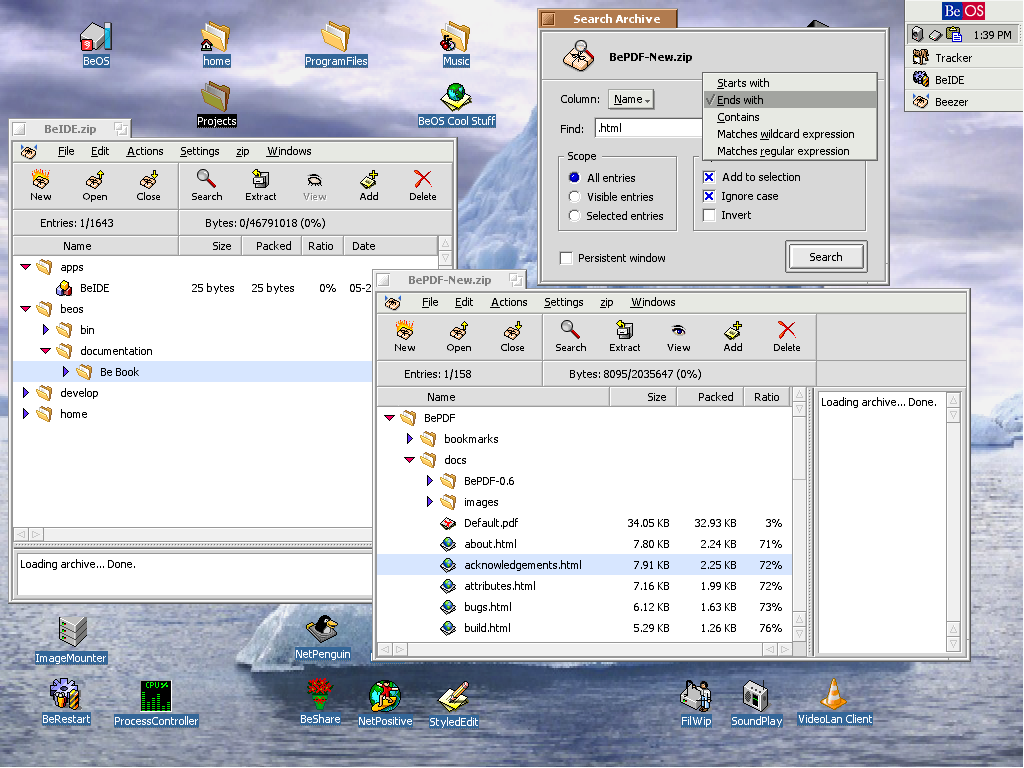 BeOS
home
ProgramFiles
Music
Projects
BeOS Cool Stuff
Be OS
1:39 PM
Tracker
BeIDE
Beezer
Search Archive
BePDF-New.zip
Column: Name
Starts with
Ends with
Contains
Matches wildcard expression
Matches regular expression
Find: .html
Scope
All entries
Visible entries
Selected entries
Add to selection
Ignore case
Invert
Persistent window
Search
BeIDE.zip
File Edit Actions Settings zip Windows
New Open Close Search Extract View Add Delete
Entries: 1/1643 Bytes: 0/46791018 (0%)
Name Size Packed Ratio Date
apps
BeIDE 25 bytes 25 bytes 0% 05-2
beos
bin
documentation
Be Book
develop
home
Loading archive... Done.
BePDF-New.zip
File Edit Actions Settings zip Windows
New Open Close Search Extract View Add Delete
Entries: 1/158 Bytes: 8095/2035647 (0%)
Name Size Packed Ratio
BePDF
bookmarks
docs
BePDF-0.6
images
Default.pdf 34.05 KB 32.93 KB 3%
about.html 7.80 KB 2.24 KB 71%
acknowledgements.html 7.91 KB 2.25 KB 72%
attributes.html 7.16 KB 1.99 KB 72%
bugs.html 6.12 KB 1.63 KB 73%
build.html 5.29 KB 1.26 KB 76%
Loading archive... Done.
ImageMounter
NetPenguin
BeRestart
CPU%
ProcessController
BeShare
NetPositive
StyledEdit
FilWip
SoundPlay
VideoLan Client